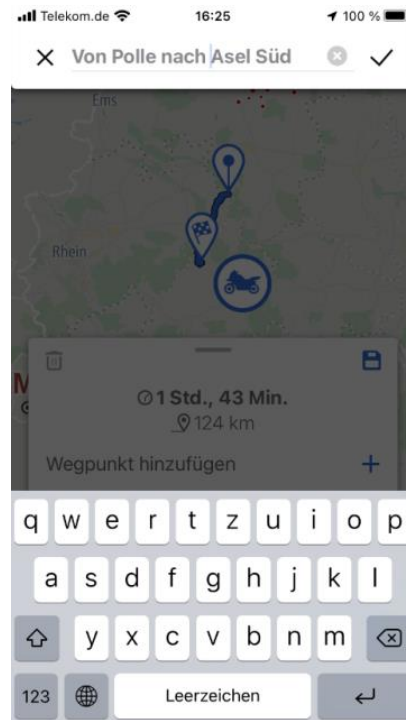 Telekom.de 16:25 100 %
Von Polle nach Asel Süd
Ems
Rhein
M
1 Std., 43 Min.
124 km
Wegpunkt hinzufügen
q w e r t z u i o p
a s d f g h j k l
y x c v b n m
123 Leerzeichen